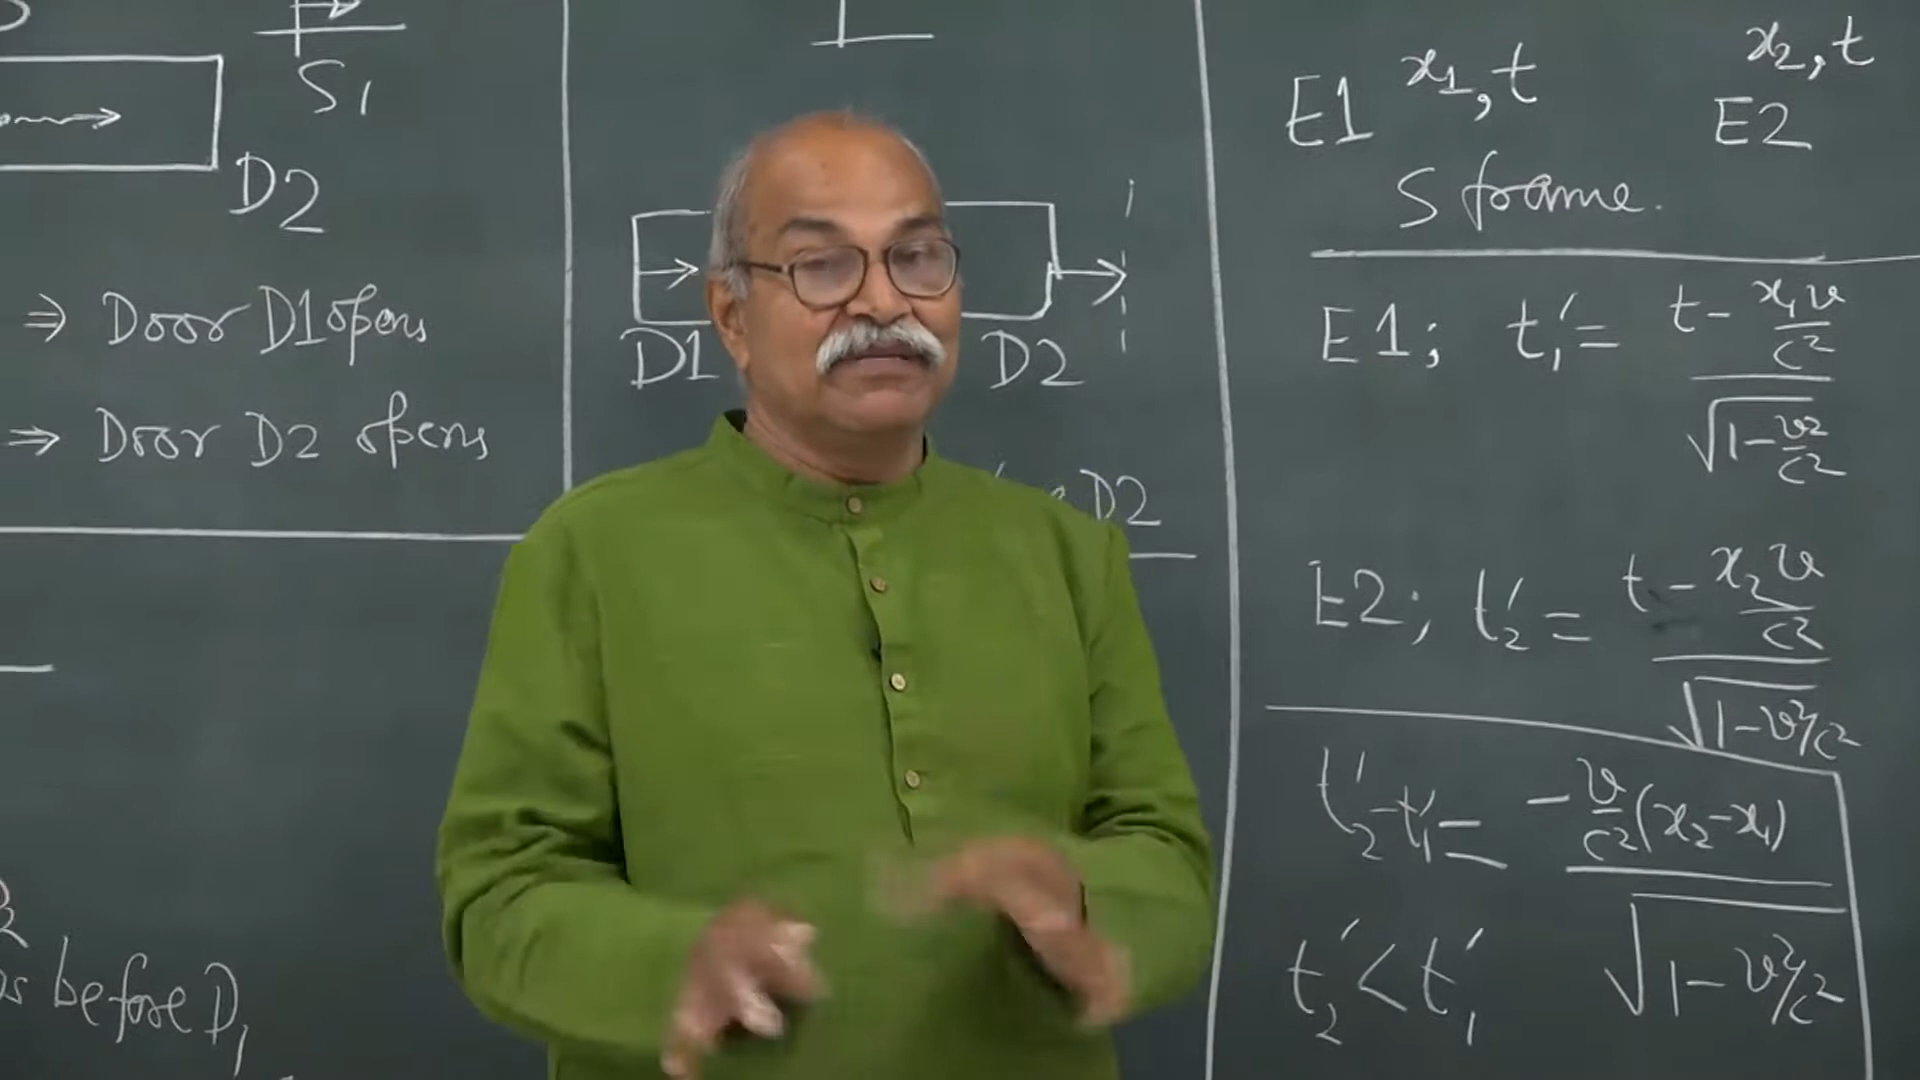 S1
D2
⇒ Door D1 opens
⇒ Door D2 opens
before D1
D1 D2
D2
x1, t x2, t
E1 E2
S frame.
E1; t1' = (t - x1v/c²)/√(1-v²/c²)
E2; t2' = (t - x2v/c²)/√(1-v²/c²)
t2' - t1' = -v/c²(x2-x1)/√(1-v²/c²)
t2' < t1'